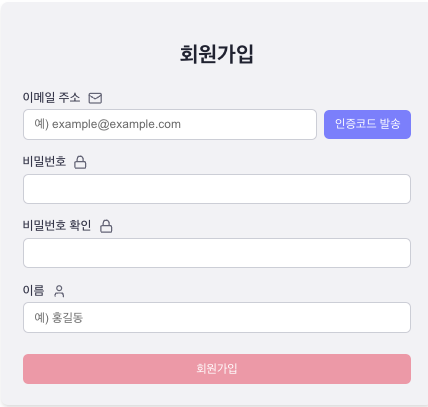 회원가입
이메일 주소
예) example@example.com
인증코드 발송
비밀번호
비밀번호 확인
이름
예) 홍길동
회원가입